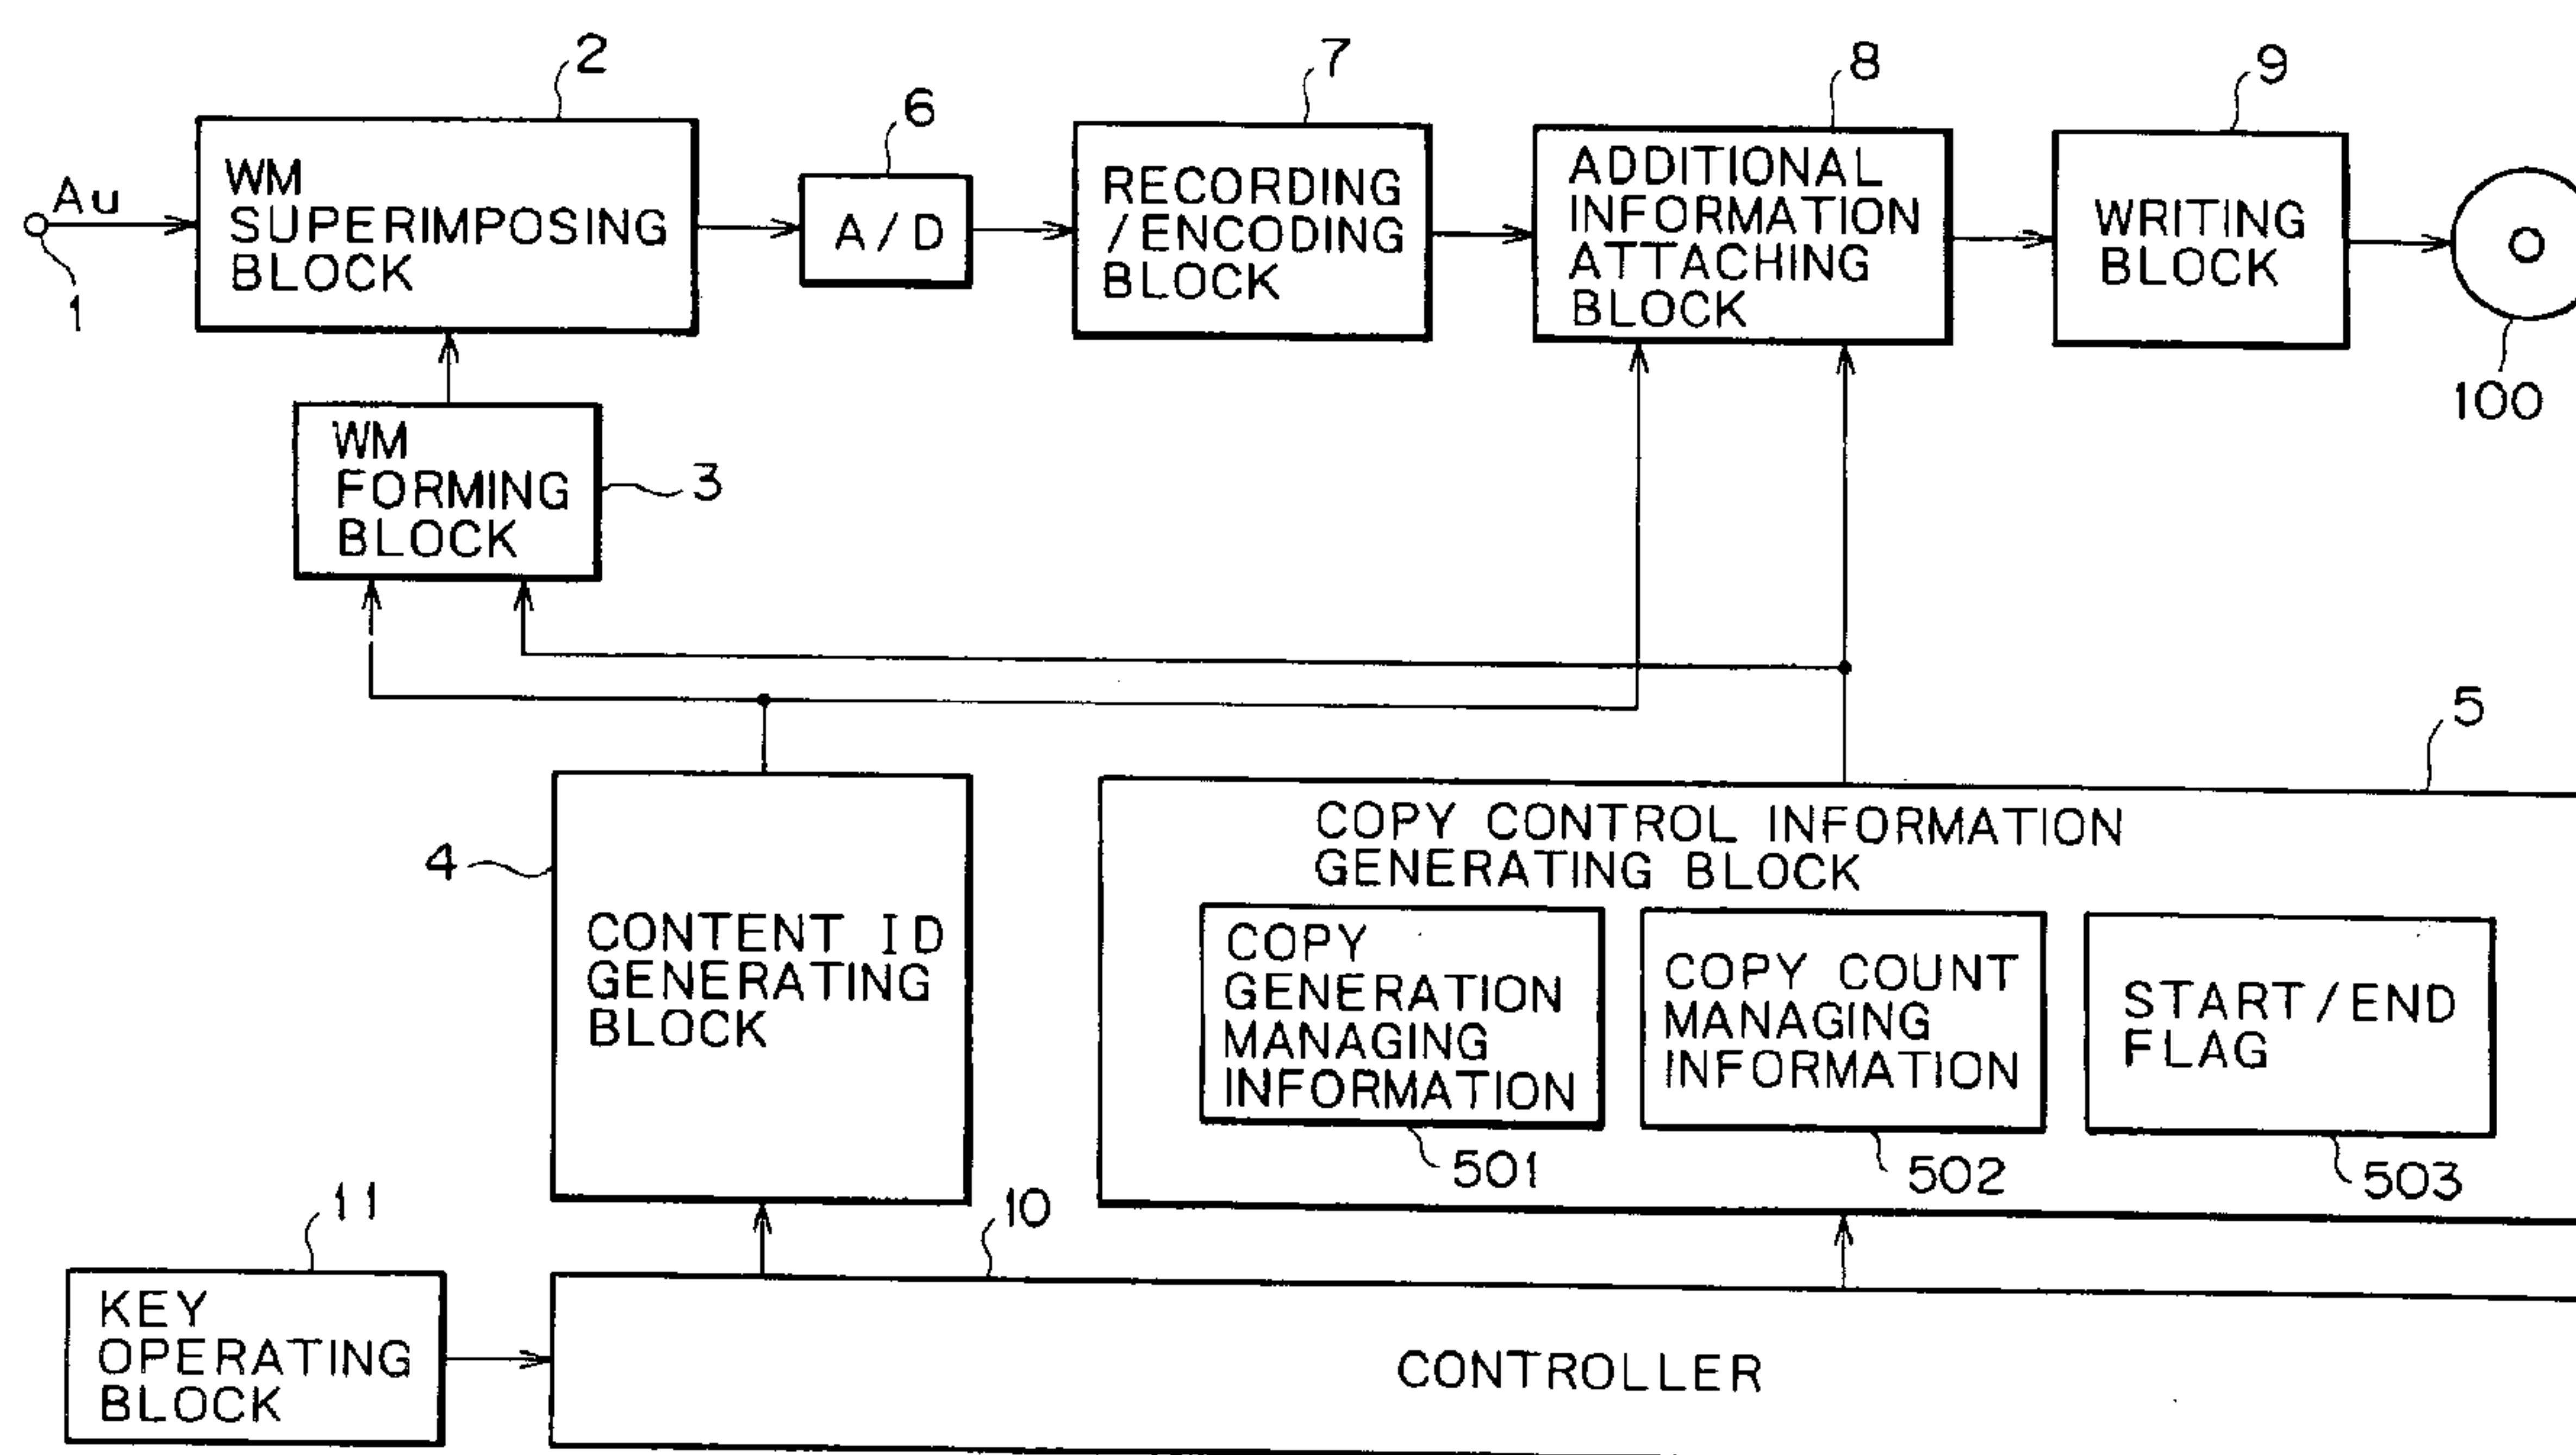 2
6
7
8
9
Au
1
WM
SUPERIMPOSING
BLOCK
A/D
RECORDING
/ENCODING
BLOCK
ADDITIONAL
INFORMATION
ATTACHING
BLOCK
WRITING
BLOCK
100
WM
FORMING
BLOCK
3
5
4
CONTENT ID
GENERATING
BLOCK
COPY CONTROL INFORMATION
GENERATING BLOCK
COPY
GENERATION
MANAGING
INFORMATION
COPY COUNT
MANAGING
INFORMATION
START/END
FLAG
501
502
503
11
10
KEY
OPERATING
BLOCK
CONTROLLER